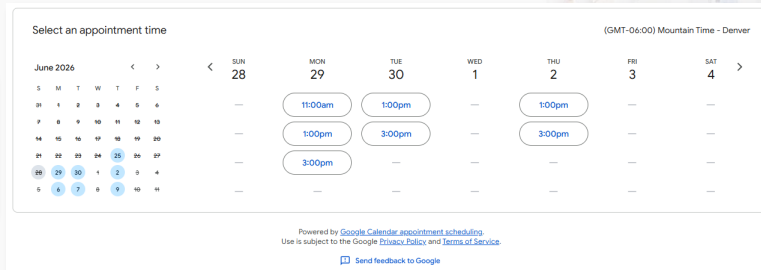 Select an appointment time
(GMT-06:00) Mountain Time - Denver
June 2026
S M T W T F S
31 1 2 3 4 5 6
7 8 9 10 11 12 13
14 15 16 17 18 19 20
21 22 23 24 25 26 27
28 29 30 1 2 3 4
5 6 7 8 9 10 11
SUN MON TUE WED THU FRI SAT
28 29 30 1 2 3 4
— 11:00am 1:00pm — 1:00pm — —
— 1:00pm 3:00pm — 3:00pm — —
— 3:00pm — — — — —
— — — — — — —
Powered by Google Calendar appointment scheduling.
Use is subject to the Google Privacy Policy and Terms of Service.
Send feedback to Google